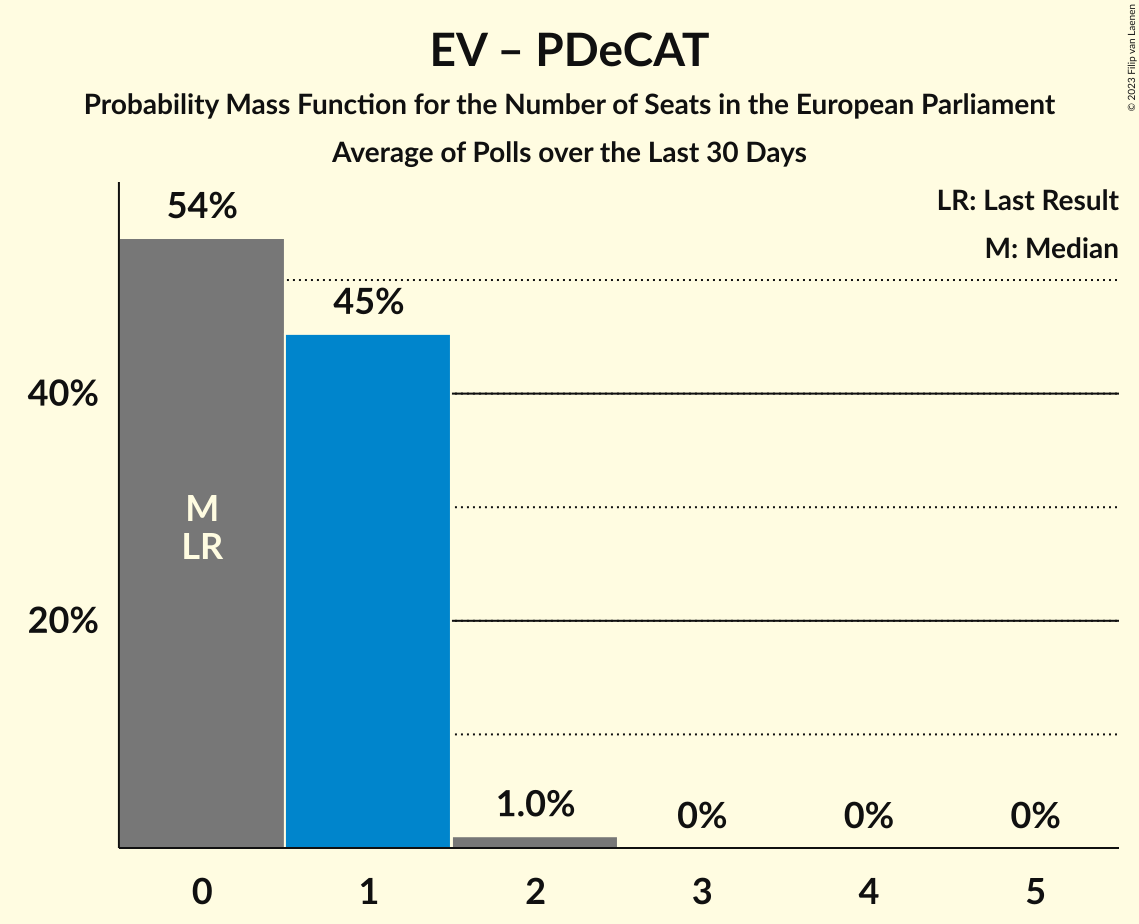 EV – PDeCAT
Probability Mass Function for the Number of Seats in the European Parliament
Average of Polls over the Last 30 Days
© 2023 Filip van Laenen
LR: Last Result
M: Median
54%
45%
40%
M
LR
20%
1.0%
0%
0%
0%
0
1
2
3
4
5